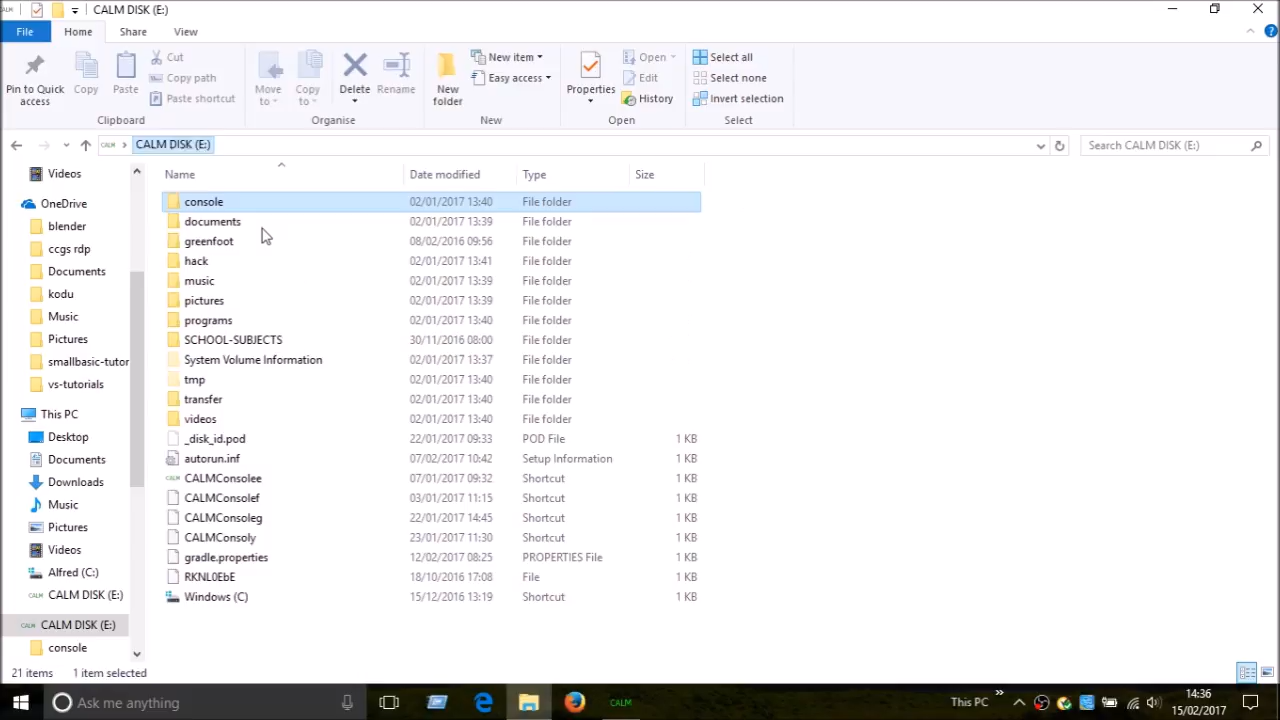 CALM CALM DISK (E:)
File Home Share View
Pin to Quick access
Copy
Paste
Cut
Copy path
Paste shortcut
Clipboard
Move to
Copy to
Delete
Rename
Organise
New folder
New item
Easy access
New
Properties
Open
Edit
History
Open
Select all
Select none
Invert selection
Select
CALM CALM DISK (E:)
Search CALM DISK (E:)
Videos
OneDrive
blender
ccgs rdp
Documents
kodu
Music
Pictures
smallbasic-tutor
vs-tutorials
This PC
Desktop
Documents
Downloads
Music
Pictures
Videos
Alfred (C:)
CALM CALM DISK (E:)
CALM CALM DISK (E:)
console
Name Date modified Type Size
console 02/01/2017 13:40 File folder
documents 02/01/2017 13:39 File folder
greenfoot 08/02/2016 09:56 File folder
hack 02/01/2017 13:41 File folder
music 02/01/2017 13:39 File folder
pictures 02/01/2017 13:39 File folder
programs 02/01/2017 13:40 File folder
SCHOOL-SUBJECTS 30/11/2016 08:00 File folder
System Volume Information 02/01/2017 13:37 File folder
tmp 02/01/2017 13:40 File folder
transfer 02/01/2017 13:40 File folder
videos 02/01/2017 13:40 File folder
_disk_id.pod 22/01/2017 09:33 POD File 1 KB
autorun.inf 07/02/2017 10:42 Setup Information 1 KB
CALM CALMConsolee 07/01/2017 09:32 Shortcut 1 KB
CALMConsolef 03/01/2017 11:15 Shortcut 1 KB
CALMConsoleg 22/01/2017 14:45 Shortcut 1 KB
CALMConsoly 23/01/2017 11:30 Shortcut 1 KB
gradle.properties 12/02/2017 08:25 PROPERTIES File 1 KB
RKNL0EbE 18/10/2016 17:08 File 1 KB
Windows (C) 15/12/2016 13:19 Shortcut 1 KB
21 items 1 item selected
Ask me anything
CALM
This PC
14:36
15/02/2017